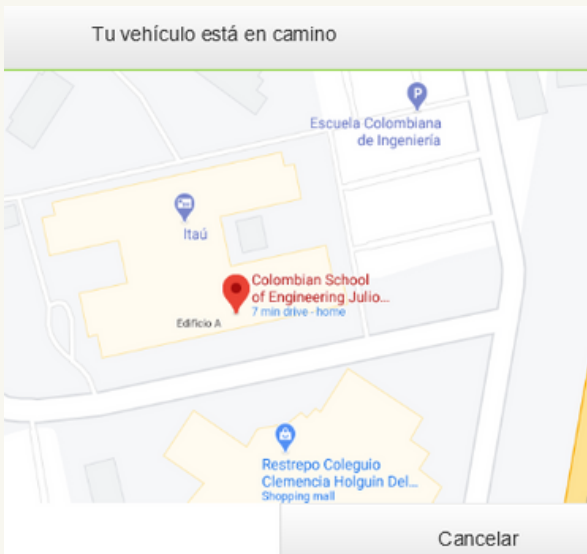 Tu vehículo está en camino
P
Escuela Colombiana
de Ingeniería
Itaú
Colombian School
of Engineering Julio...
7 min drive - home
Edificio A
Restrepo Coleguio
Clemencia Holguin Del...
Shopping mall
Cancelar